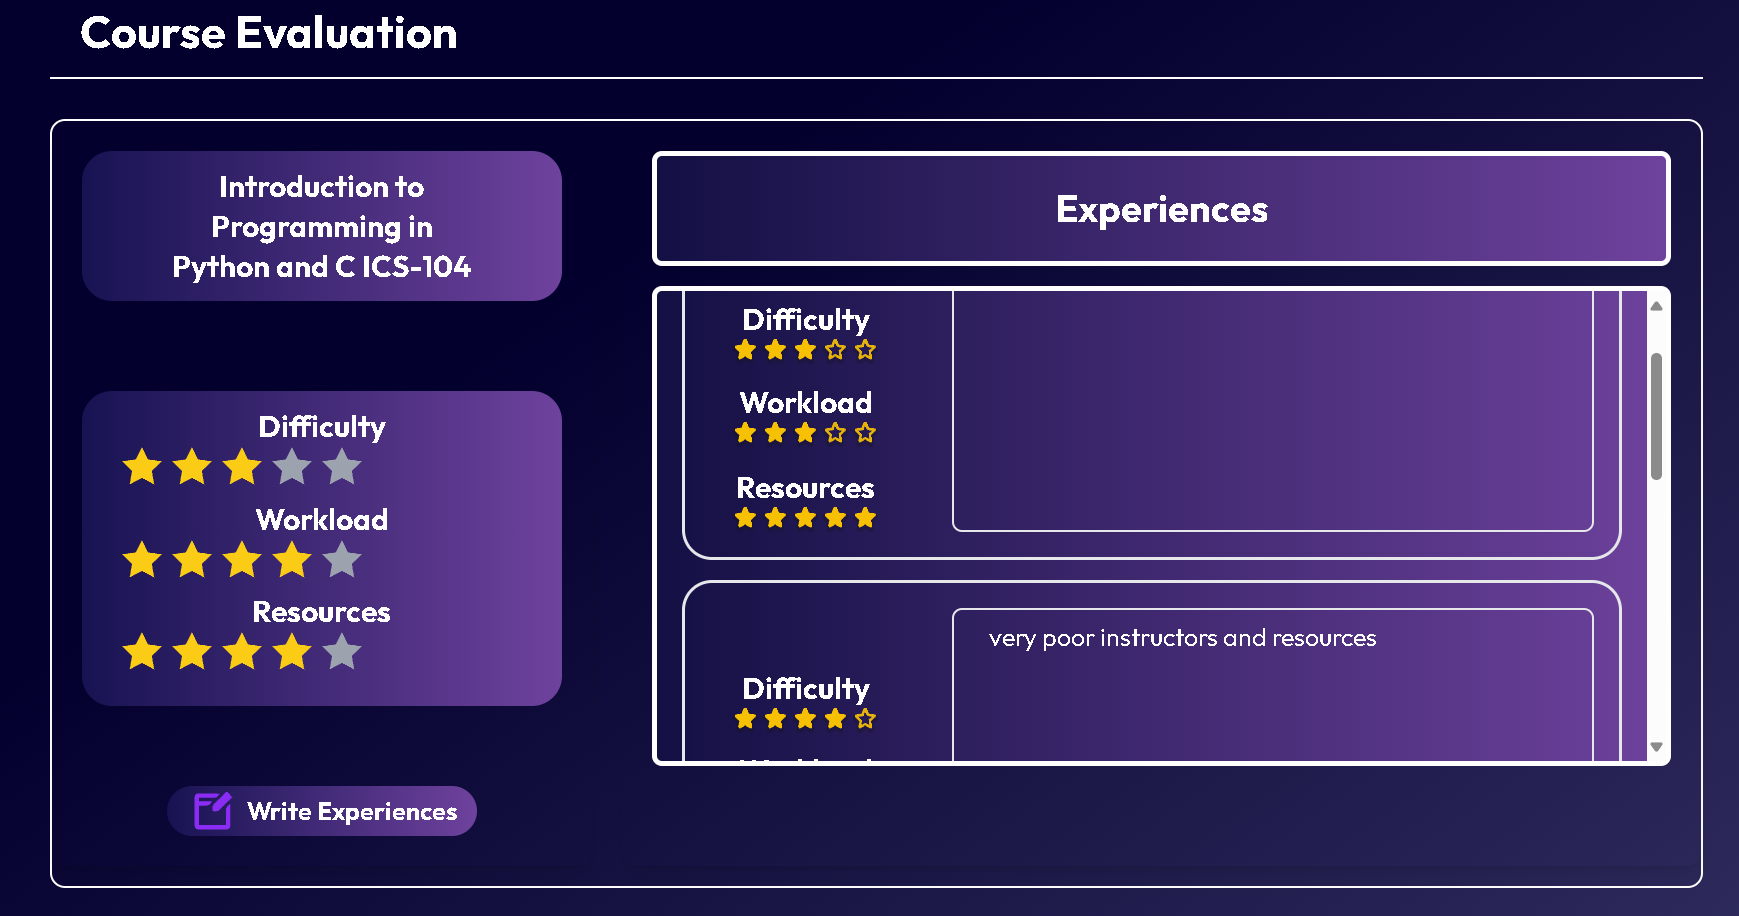 Course Evaluation
Introduction to
Programming in
Python and C ICS-104
Difficulty
Workload
Resources
Write Experiences
Experiences
Difficulty
Workload
Resources
very poor instructors and resources
Difficulty